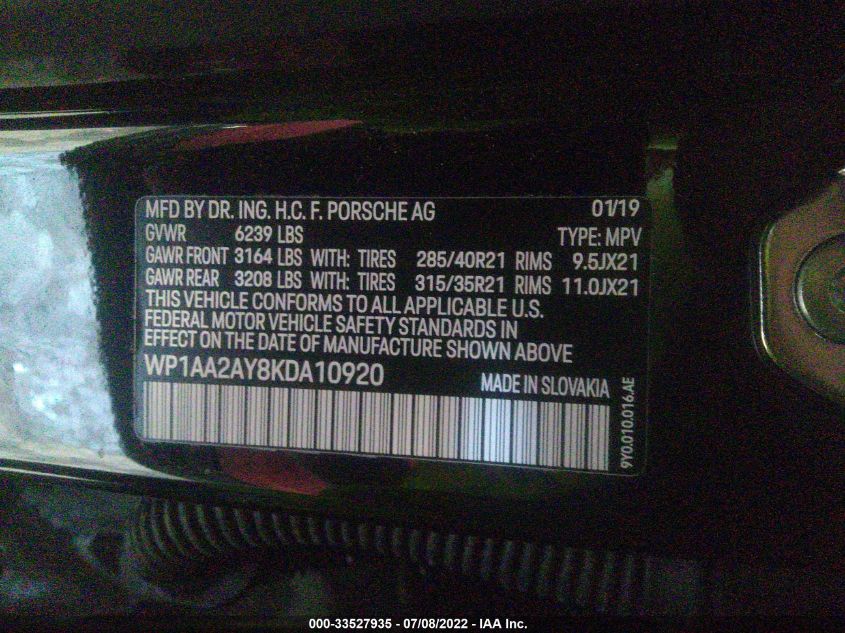 MFD BY DR. ING. H.C. F. PORSCHE AG 01/19
GVWR 6239 LBS TYPE: MPV
GAWR FRONT 3164 LBS WITH: TIRES 285/40R21 RIMS 9.5JX21
GAWR REAR 3208 LBS WITH: TIRES 315/35R21 RIMS 11.0JX21
THIS VEHICLE CONFORMS TO ALL APPLICABLE U.S.
FEDERAL MOTOR VEHICLE SAFETY STANDARDS IN
EFFECT ON THE DATE OF MANUFACTURE SHOWN ABOVE
WP1AA2AY8KDA10920 MADE IN SLOVAKIA
9Y0.010.016.AE
000-33527935 - 07/08/2022 - IAA Inc.